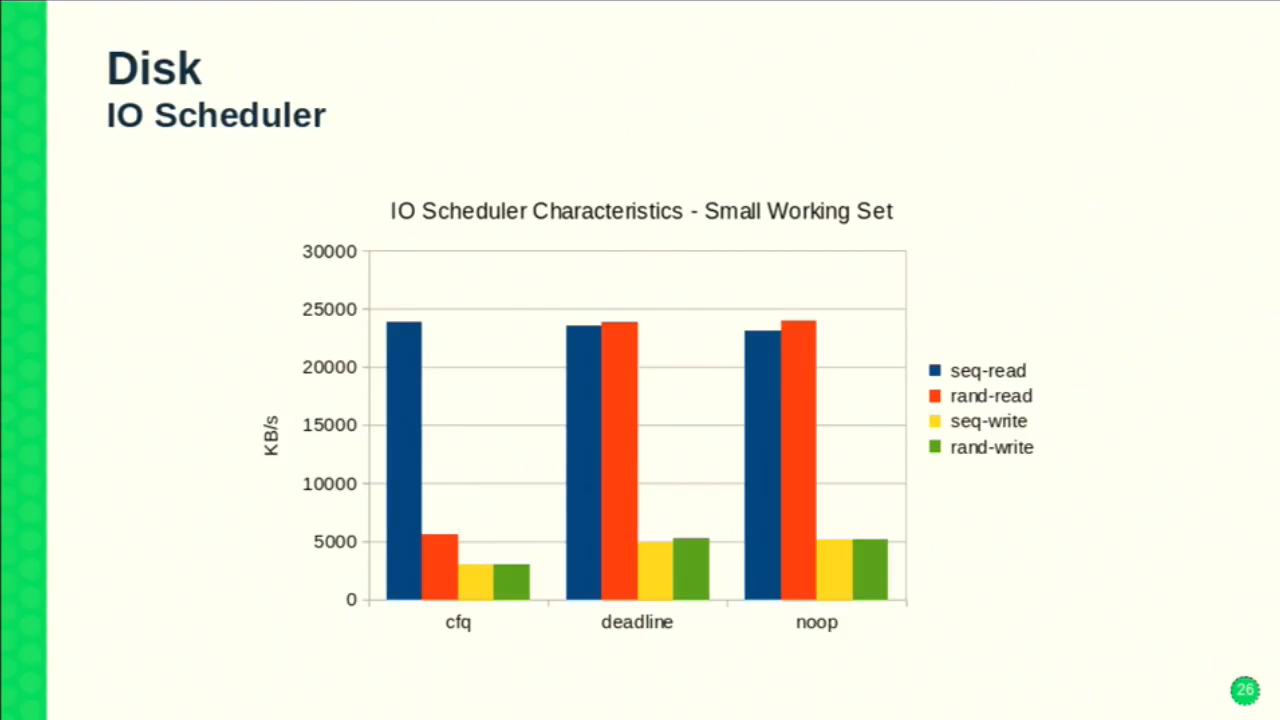 Disk
IO Scheduler
IO Scheduler Characteristics - Small Working Set
30000
25000
20000
15000
10000
5000
0
KB/s
cfq
deadline
noop
seq-read
rand-read
seq-write
rand-write
26